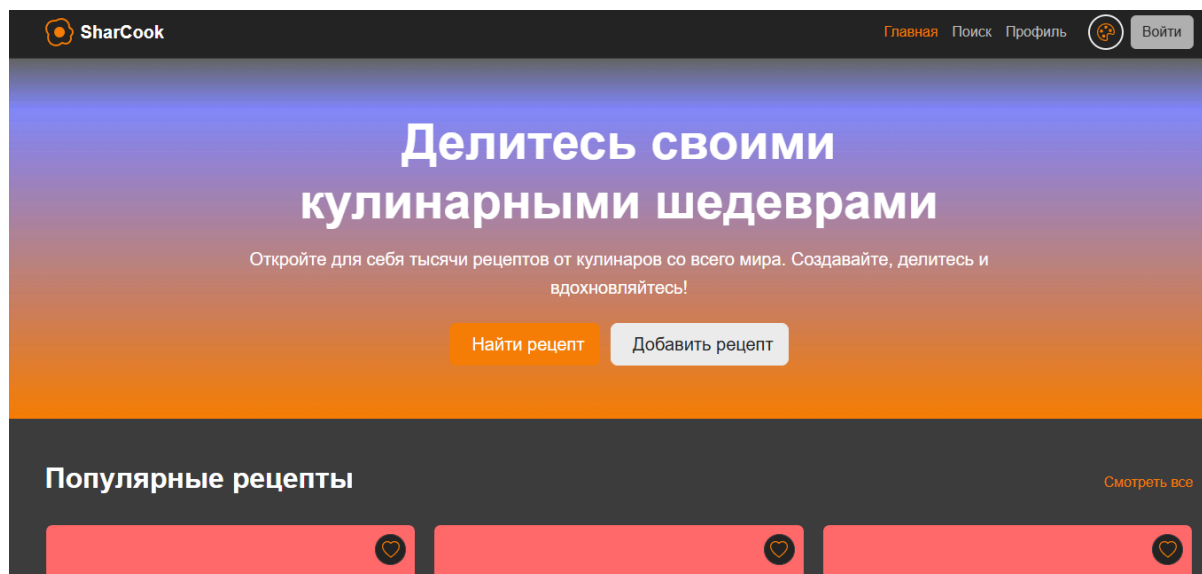 SharCook
Главная Поиск Профиль Войти
Делитесь своими
кулинарными шедеврами
Откройте для себя тысячи рецептов от кулинаров со всего мира. Создавайте, делитесь и
вдохновляйтесь!
Найти рецепт Добавить рецепт
Популярные рецепты
Смотреть все